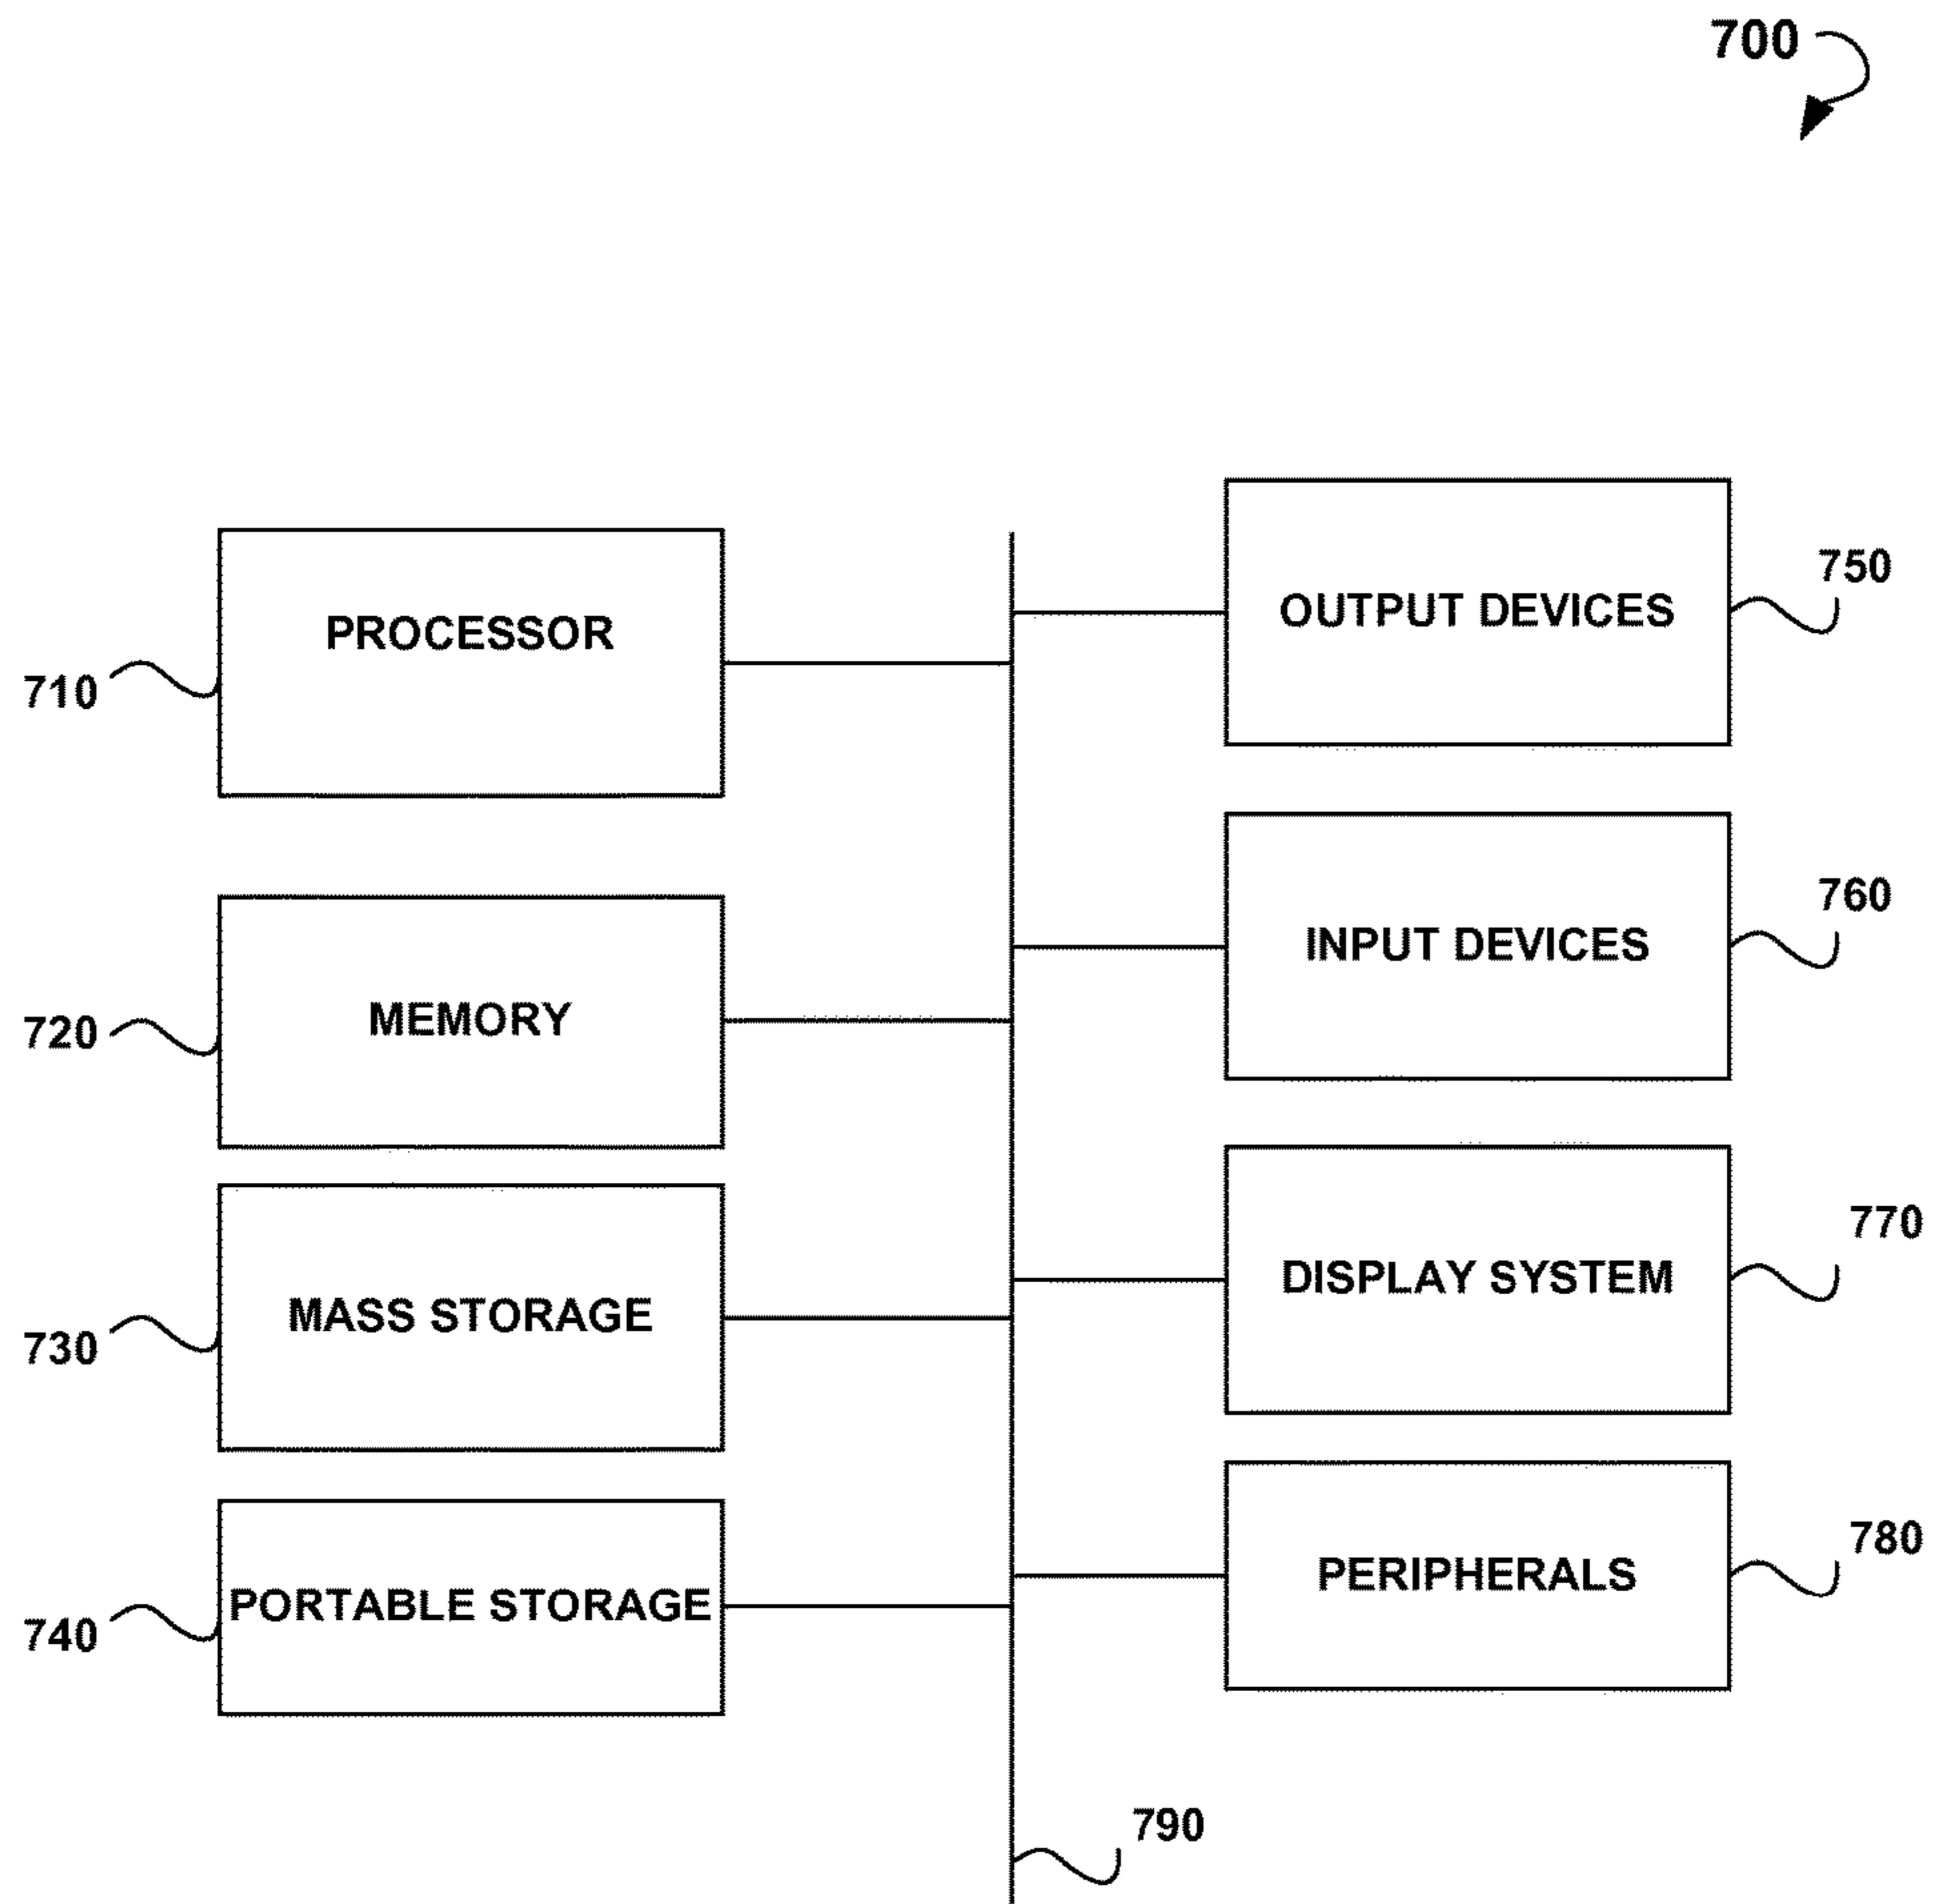 700
PROCESSOR
710
MEMORY
720
MASS STORAGE
730
PORTABLE STORAGE
740
OUTPUT DEVICES
750
INPUT DEVICES
760
DISPLAY SYSTEM
770
PERIPHERALS
780
790